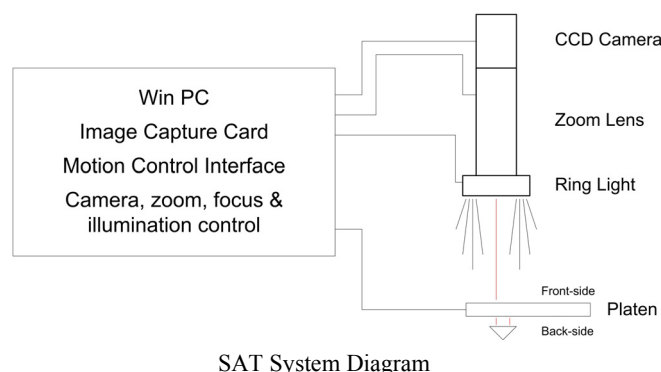 CCD Camera
Win PC
Image Capture Card
Motion Control Interface
Camera, zoom, focus &
illumination control
Zoom Lens
Ring Light
Front-side
Platen
Back-side
SAT System Diagram